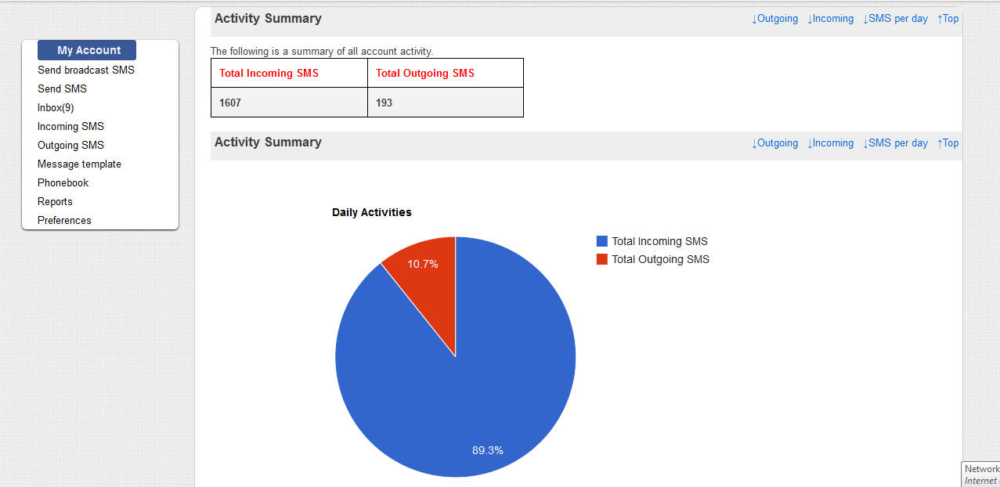 My Account
Send broadcast SMS
Send SMS
Inbox(9)
Incoming SMS
Outgoing SMS
Message template
Phonebook
Reports
Preferences
Activity Summary
↓Outgoing ↓Incoming ↓SMS per day ↑Top
The following is a summary of all account activity.
Total Incoming SMS Total Outgoing SMS
1607 193
Activity Summary
↓Outgoing ↓Incoming ↓SMS per day ↑Top
Daily Activities
Total Incoming SMS
Total Outgoing SMS
10.7%
89.3%
Network
Internet